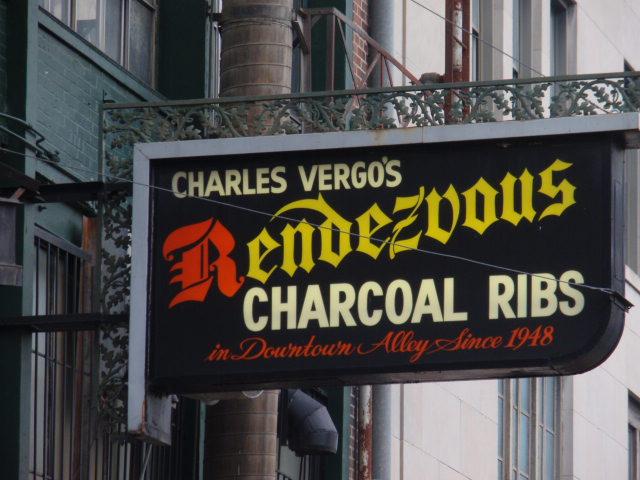 CHARLES VERGO'S
Rendezvous
CHARCOAL RIBS
in Downtown Alley Since 1948